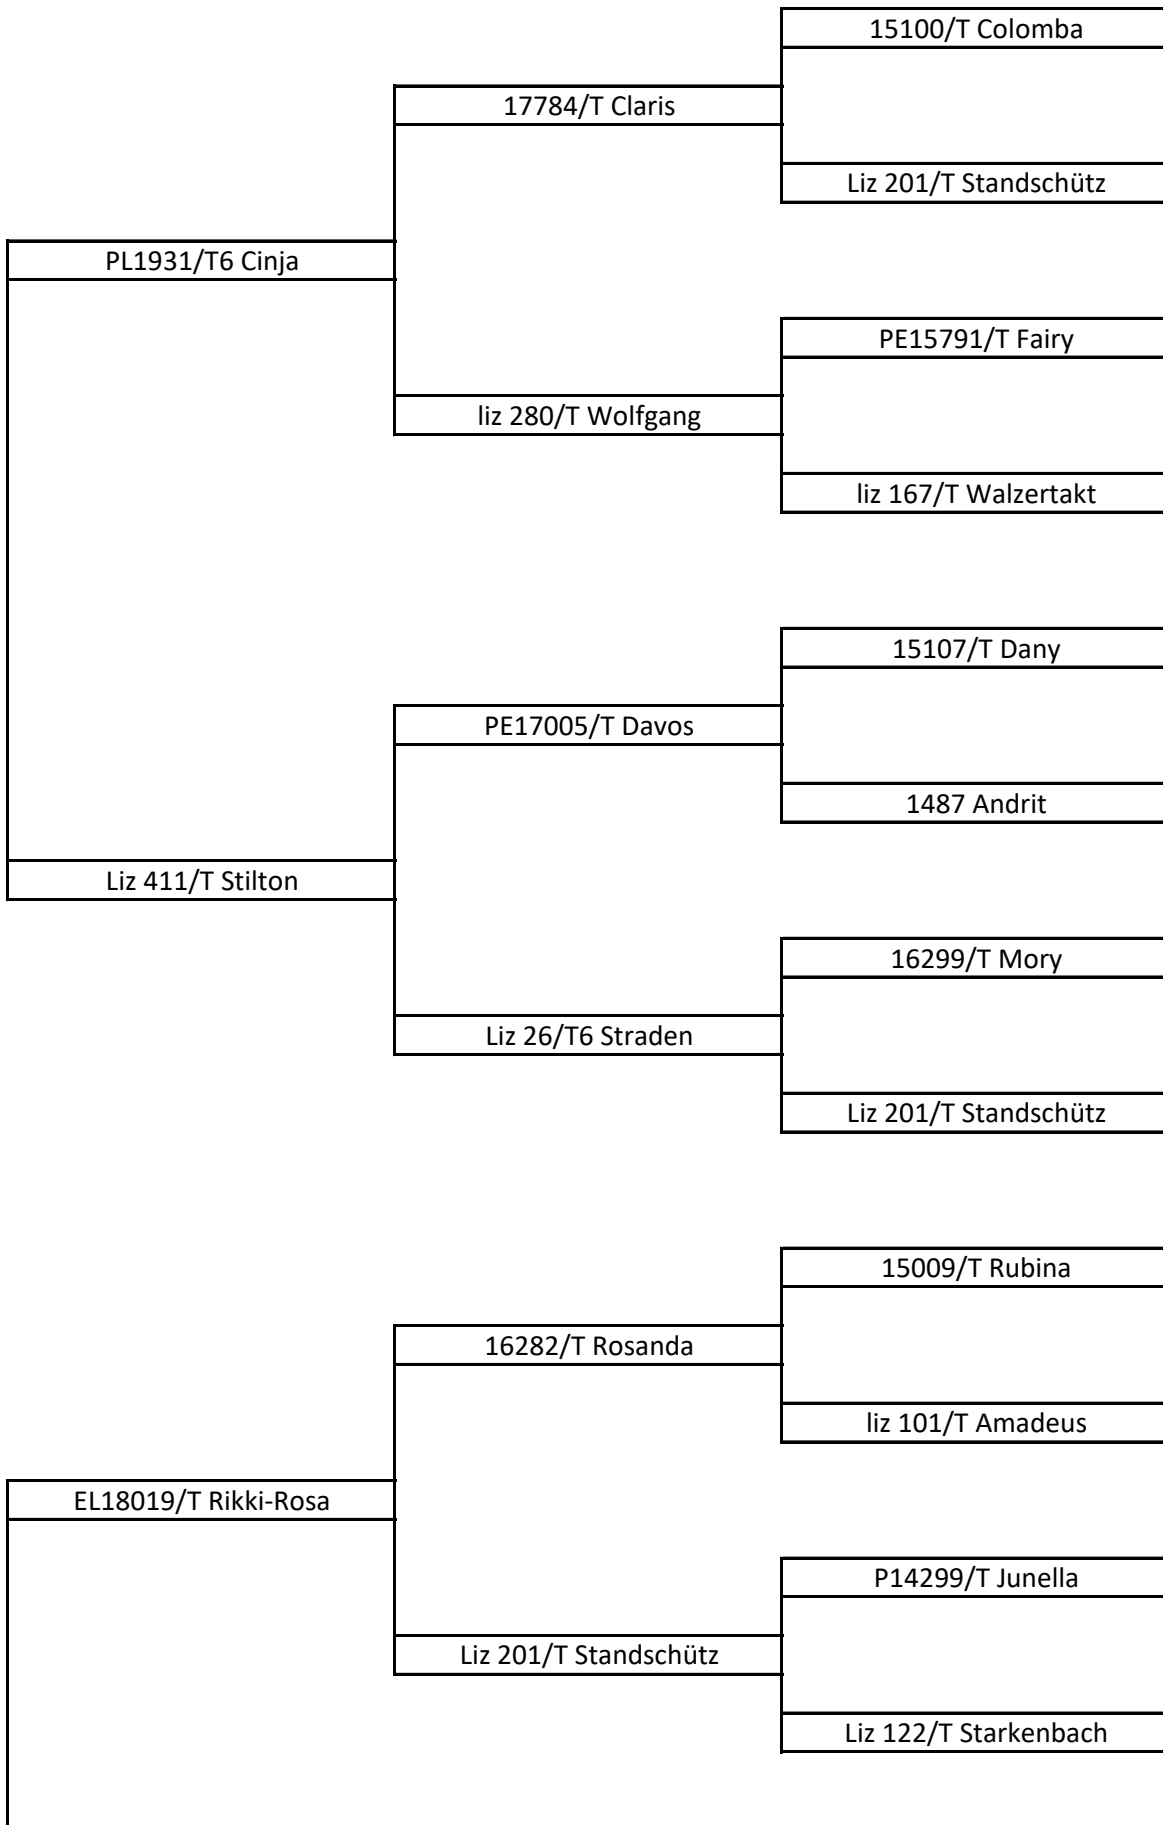 15100/T Colomba
17784/T Claris
Liz 201/T Standschütz
PL1931/T6 Cinja
PE15791/T Fairy
liz 280/T Wolfgang
liz 167/T Walzertakt
15107/T Dany
PE17005/T Davos
1487 Andrit
Liz 411/T Stilton
16299/T Mory
Liz 26/T6 Straden
Liz 201/T Standschütz
15009/T Rubina
16282/T Rosanda
liz 101/T Amadeus
EL18019/T Rikki-Rosa
P14299/T Junella
Liz 201/T Standschütz
Liz 122/T Starkenbach